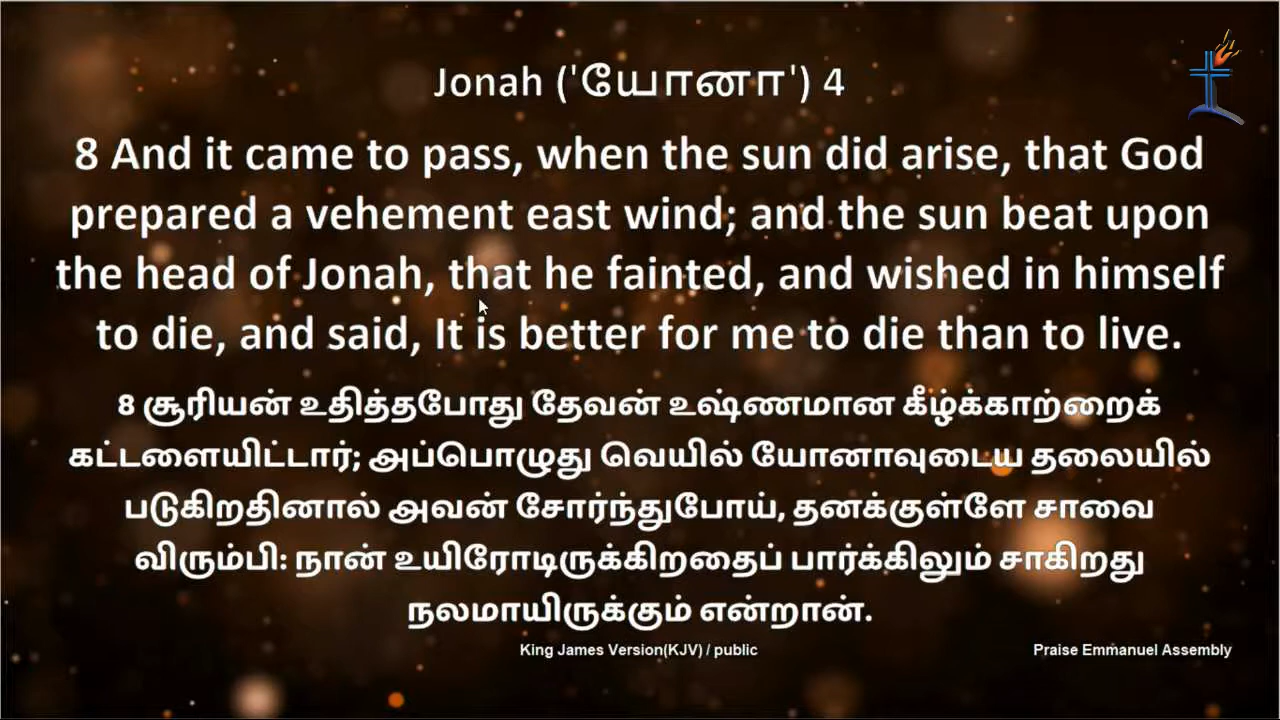 Jonah ('யோனா') 4
8 And it came to pass, when the sun did arise, that God
prepared a vehement east wind; and the sun beat upon
the head of Jonah, that he fainted, and wished in himself
to die, and said, It is better for me to die than to live.
8 சூரியன் உதித்தபோது தேவன் உஷ்ணமான கீழ்க்காற்றைக்
கட்டளையிட்டார்; அப்பொழுது வெயில் யோனாவுடைய தலையில்
படுகிறதினால் அவன் சோர்ந்துபோய், தனக்குள்ளே சாவை
விரும்பி: நான் உயிரோடிருக்கிறதைப் பார்க்கிலும் சாகிறது
நலமாயிருக்கும் என்றான்.
King James Version(KJV) / public
Praise Emmanuel Assembly